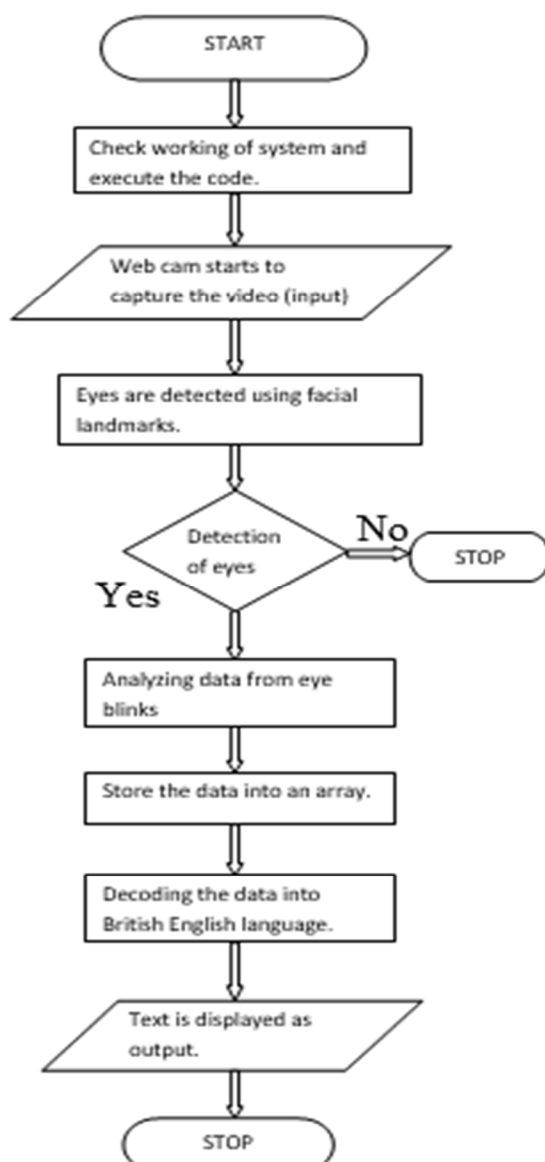 START
Check working of system and
execute the code.
Web cam starts to
capture the video (input)
Eyes are detected using facial
landmarks.
Detection
of eyes
No
STOP
Yes
Analyzing data from eye
blinks
Store the data into an array.
Decoding the data into
British English language.
Text is displayed as
output.
STOP